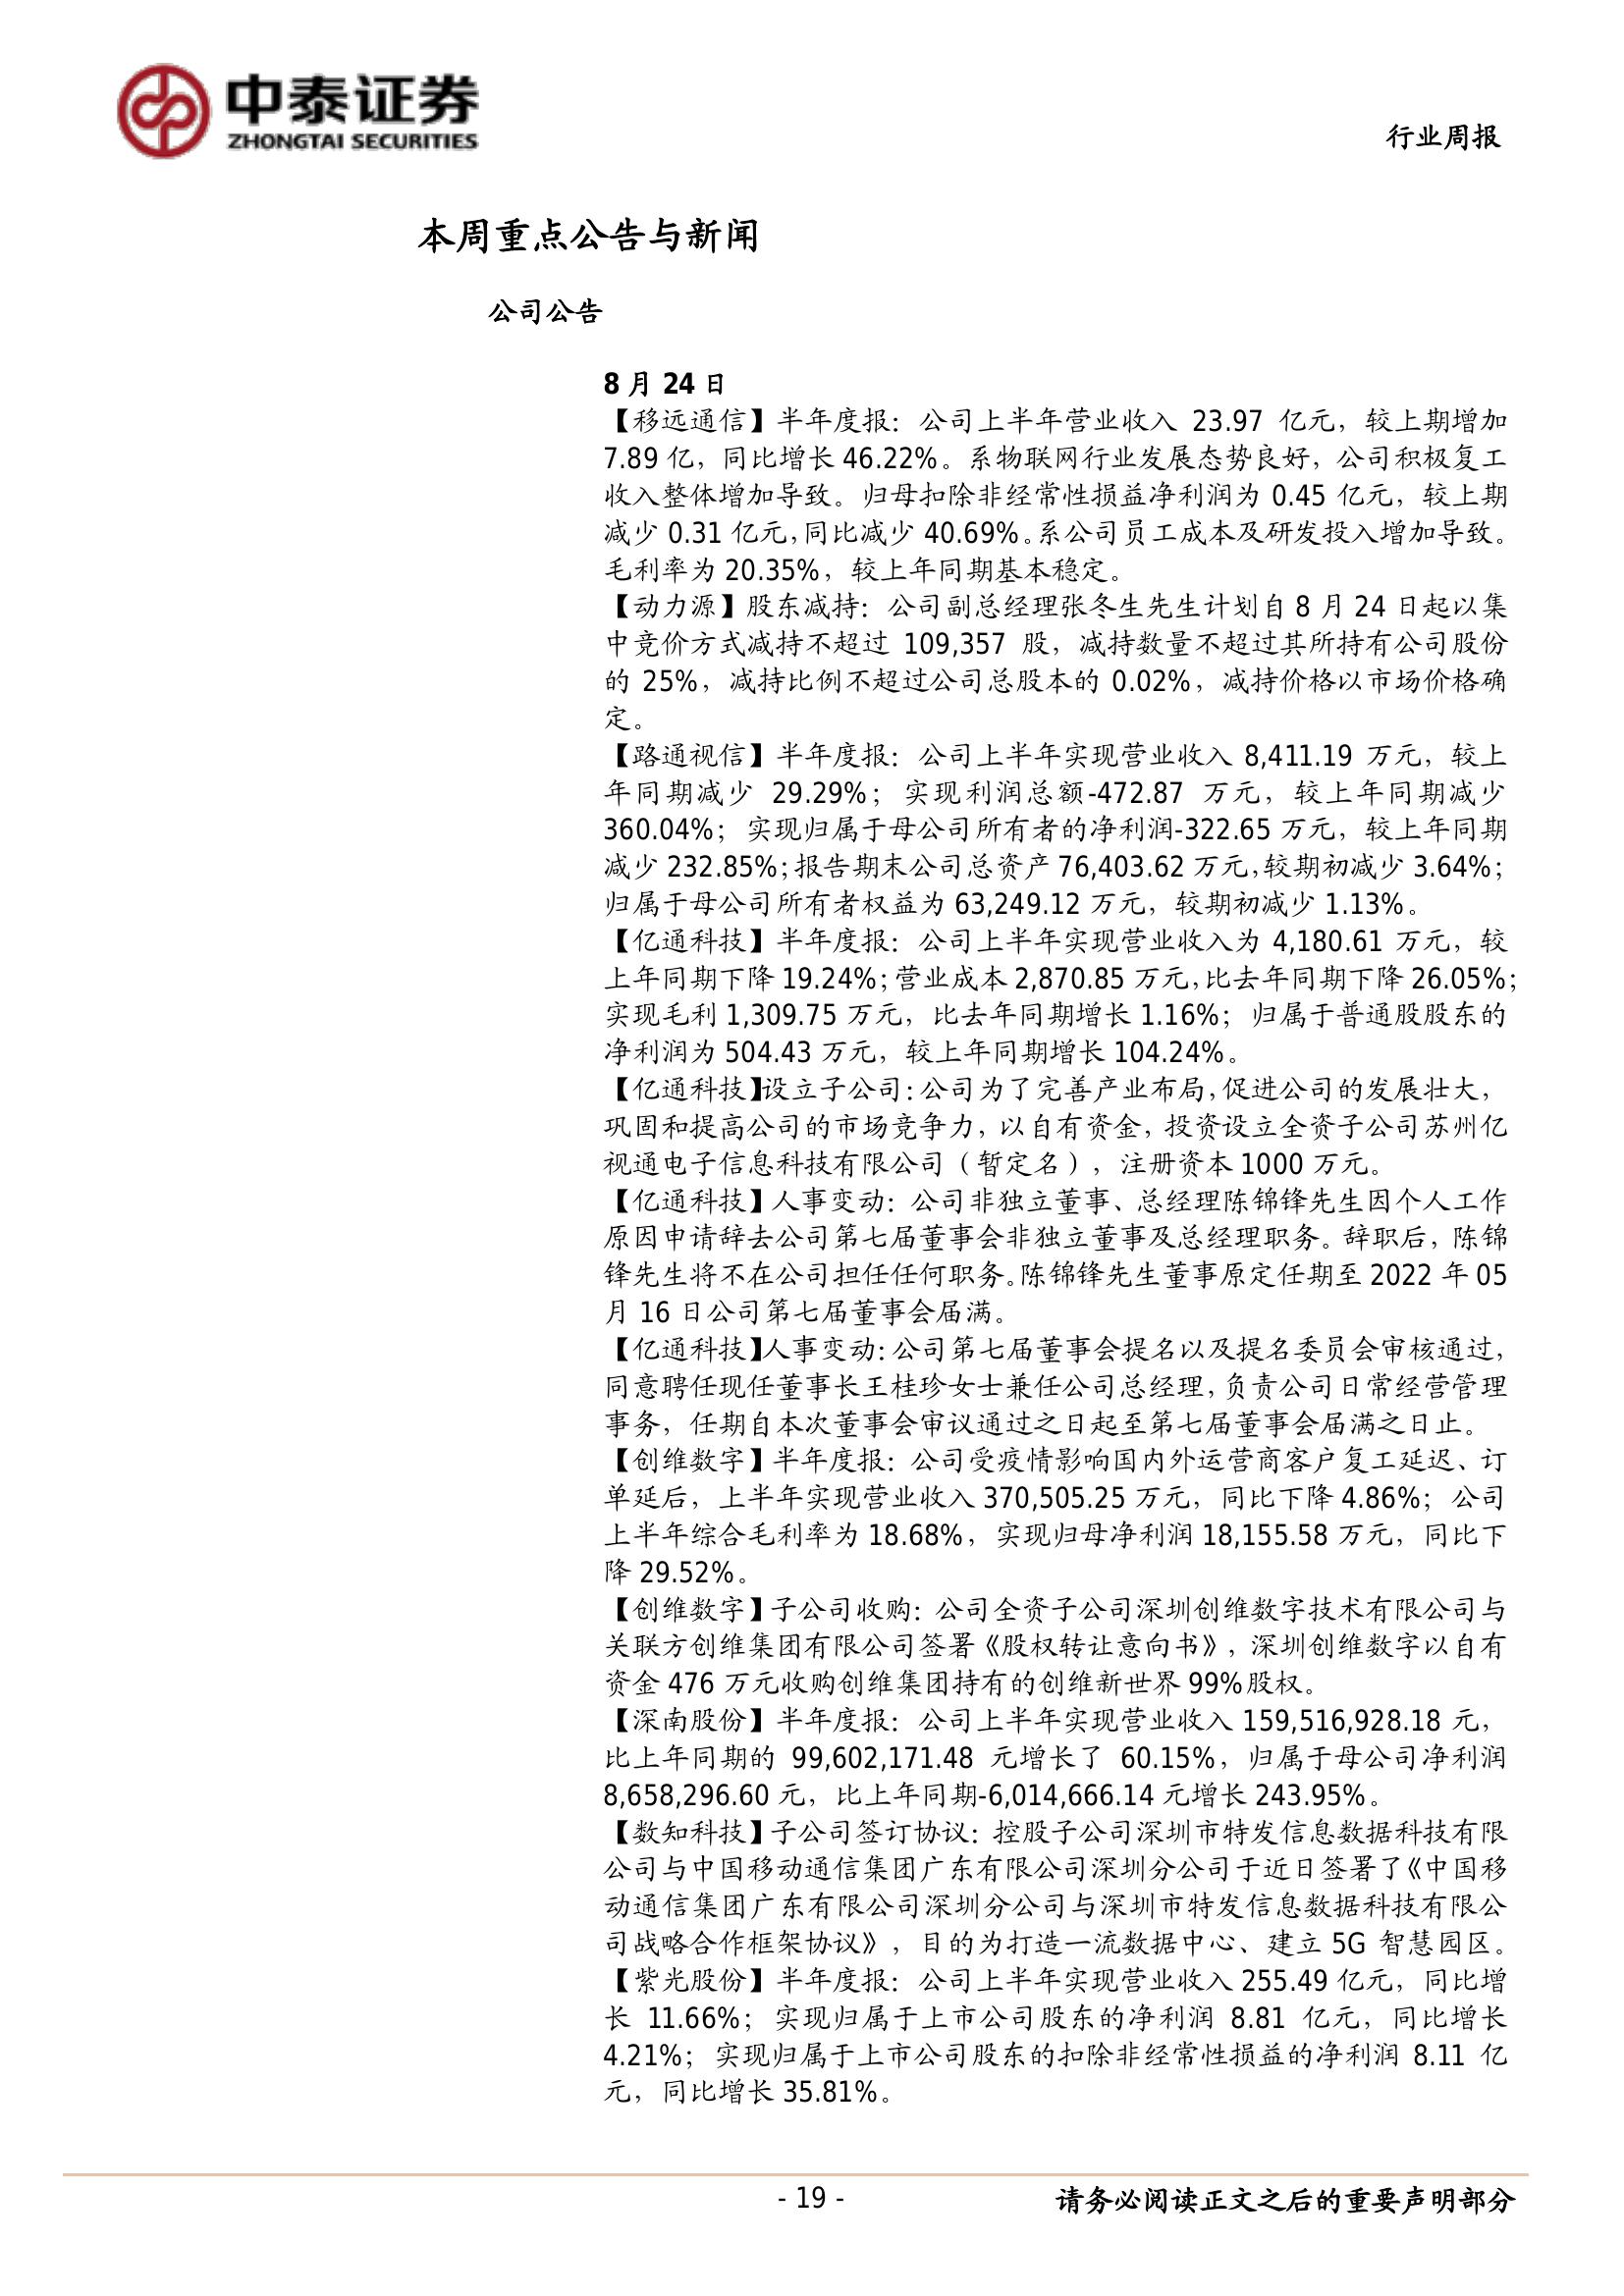 中泰证券
ZHONGTAI SECURITIES
行业周报
本周重点公告与新闻
公司公告
8 月 24 日
【移远通信】半年度报：公司上半年营业收入 23.97 亿元，较上期增加
7.89 亿，同比增长 46.22%。系物联网行业发展态势良好，公司积极复工
收入整体增加导致。归母扣除非经常性损益净利润为 0.45 亿元，较上期
减少 0.31 亿元,同比减少 40.69%。系公司员工成本及研发投入增加导致。
毛利率为 20.35%，较上年同期基本稳定。
【动力源】股东减持：公司副总经理张冬生先生计划自 8 月 24 日起以集
中竞价方式减持不超过 109,357 股，减持数量不超过其所持有公司股份
的 25%，减持比例不超过公司总股本的 0.02%，减持价格以市场价格确
定。
【路通视信】半年度报：公司上半年实现营业收入 8,411.19 万元，较上
年同期减少 29.29%；实现利润总额-472.87 万元，较上年同期减少
360.04%；实现归属于母公司所有者的净利润-322.65 万元，较上年同期
减少 232.85%；报告期末公司总资产 76,403.62 万元，较期初减少 3.64%；
归属于母公司所有者权益为 63,249.12 万元，较期初减少 1.13%。
【亿通科技】半年度报：公司上半年实现营业收入为 4,180.61 万元，较
上年同期下降 19.24%；营业成本 2,870.85 万元，比去年同期下降 26.05%；
实现毛利 1,309.75 万元，比去年同期增长 1.16%；归属于普通股股东的
净利润为 504.43 万元，较上年同期增长 104.24%。
【亿通科技】设立子公司：公司为了完善产业布局，促进公司的发展壮大，
巩固和提高公司的市场竞争力，以自有资金，投资设立全资子公司苏州亿
视通电子信息科技有限公司（暂定名），注册资本 1000 万元。
【亿通科技】人事变动：公司非独立董事、总经理陈锦锋先生因个人工作
原因申请辞去公司第七届董事会非独立董事及总经理职务。辞职后，陈锦
锋先生将不在公司担任任何职务。陈锦锋先生董事原定任期至 2022 年 05
月 16 日公司第七届董事会届满。
【亿通科技】人事变动：公司第七届董事会提名以及提名委员会审核通过，
同意聘任现任董事长王桂珍女士兼任公司总经理，负责公司日常经营管理
事务，任期自本次董事会审议通过之日起至第七届董事会届满之日止。
【创维数字】半年度报：公司受疫情影响国内外运营商客户复工延迟、订
单延后，上半年实现营业收入 370,505.25 万元，同比下降 4.86%；公司
上半年综合毛利率为 18.68%，实现归母净利润 18,155.58 万元，同比下
降 29.52%。
【创维数字】子公司收购：公司全资子公司深圳创维数字技术有限公司与
关联方创维集团有限公司签署《股权转让意向书》，深圳创维数字以自有
资金 476 万元收购创维集团持有的创维新世界 99%股权。
【深南股份】半年度报：公司上半年实现营业收入 159,516,928.18 元，
比上年同期的 99,602,171.48 元增长了 60.15%，归属于母公司净利润
8,658,296.60 元，比上年同期-6,014,666.14 元增长 243.95%。
【数知科技】子公司签订协议：控股子公司深圳市特发信息数据科技有限
公司与中国移动通信集团广东有限公司深圳分公司于近日签署了《中国移
动通信集团广东有限公司深圳分公司与深圳市特发信息数据科技有限公
司战略合作框架协议》，目的为打造一流数据中心、建立 5G 智慧园区。
【紫光股份】半年度报：公司上半年实现营业收入 255.49 亿元，同比增
长 11.66%；实现归属于上市公司股东的净利润 8.81 亿元，同比增长
4.21%；实现归属于上市公司股东的扣除非经常性损益的净利润 8.11 亿
元，同比增长 35.81%。
- 19 -
请务必阅读正文之后的重要声明部分